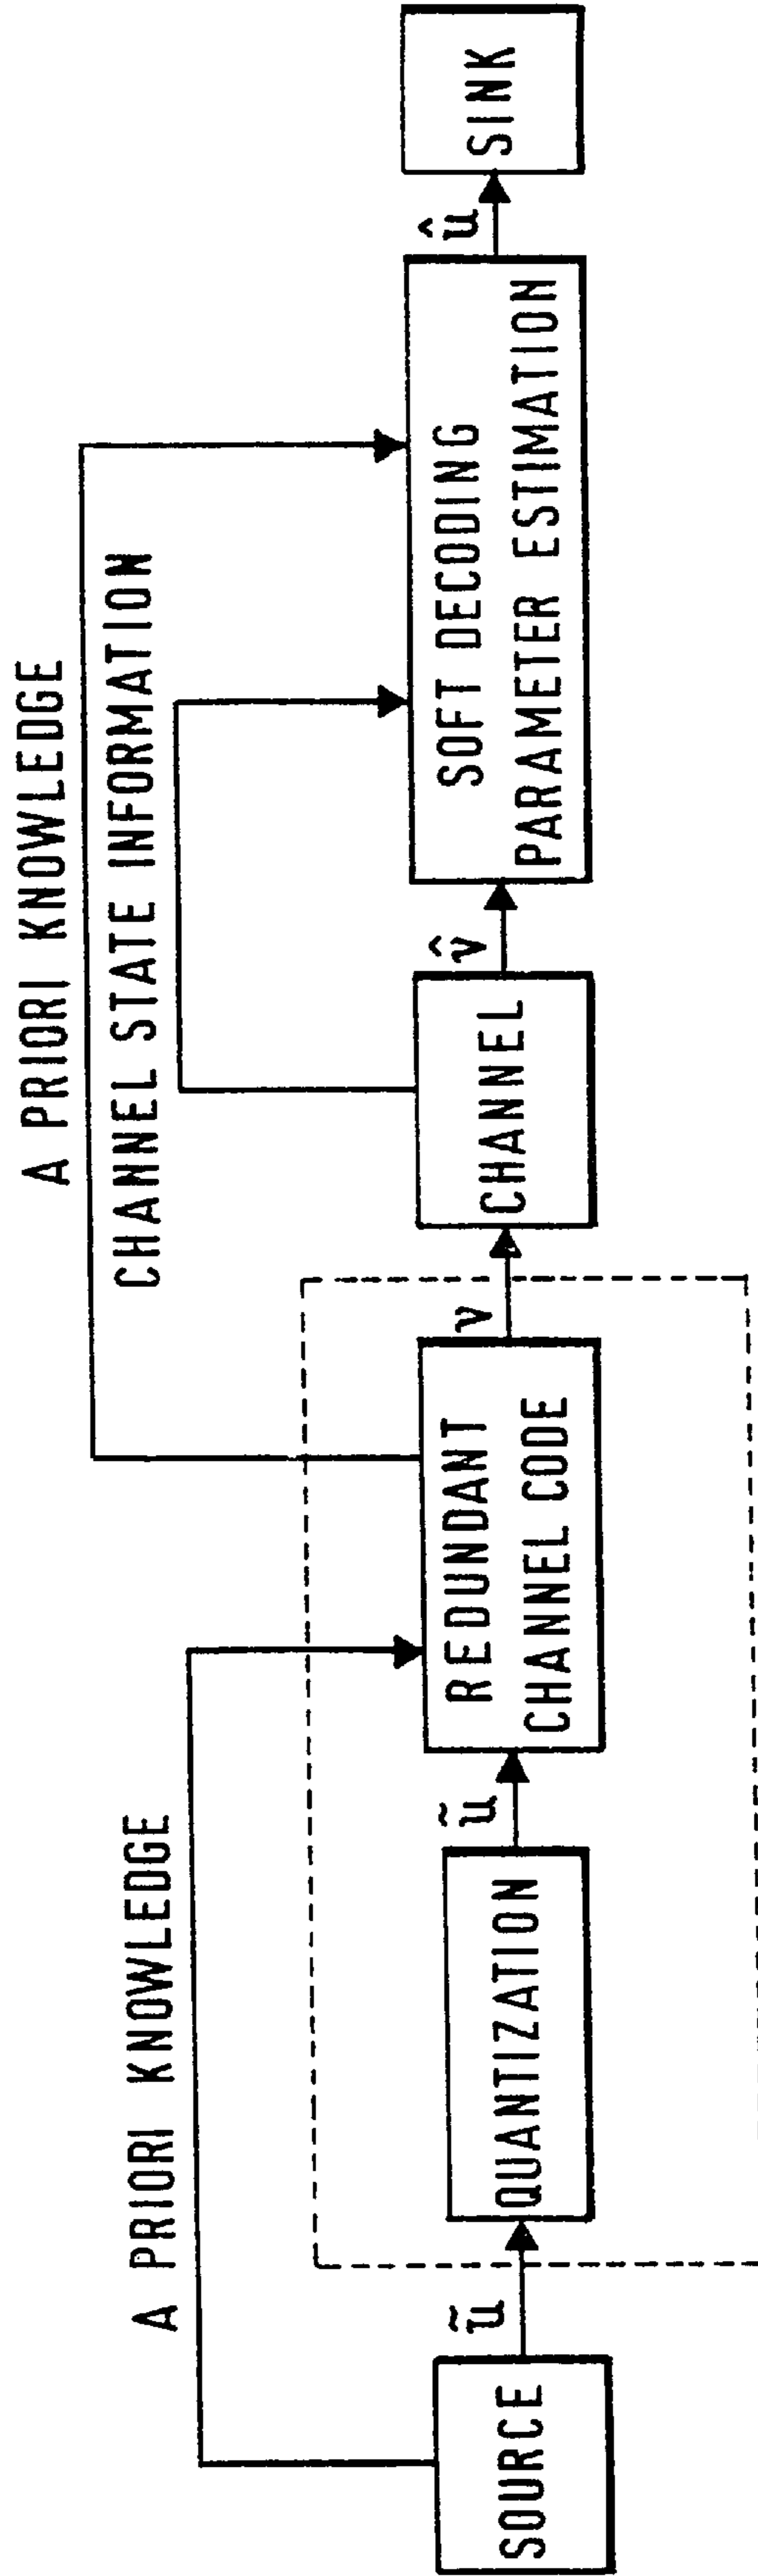 A PRIORI KNOWLEDGE
A PRIORI KNOWLEDGE
CHANNEL STATE INFORMATION
SOURCE
ũ
QUANTIZATION
ũ
REDUNDANT
CHANNEL CODE
v
CHANNEL
v̂
SOFT DECODING
PARAMETER ESTIMATION
û
SINK